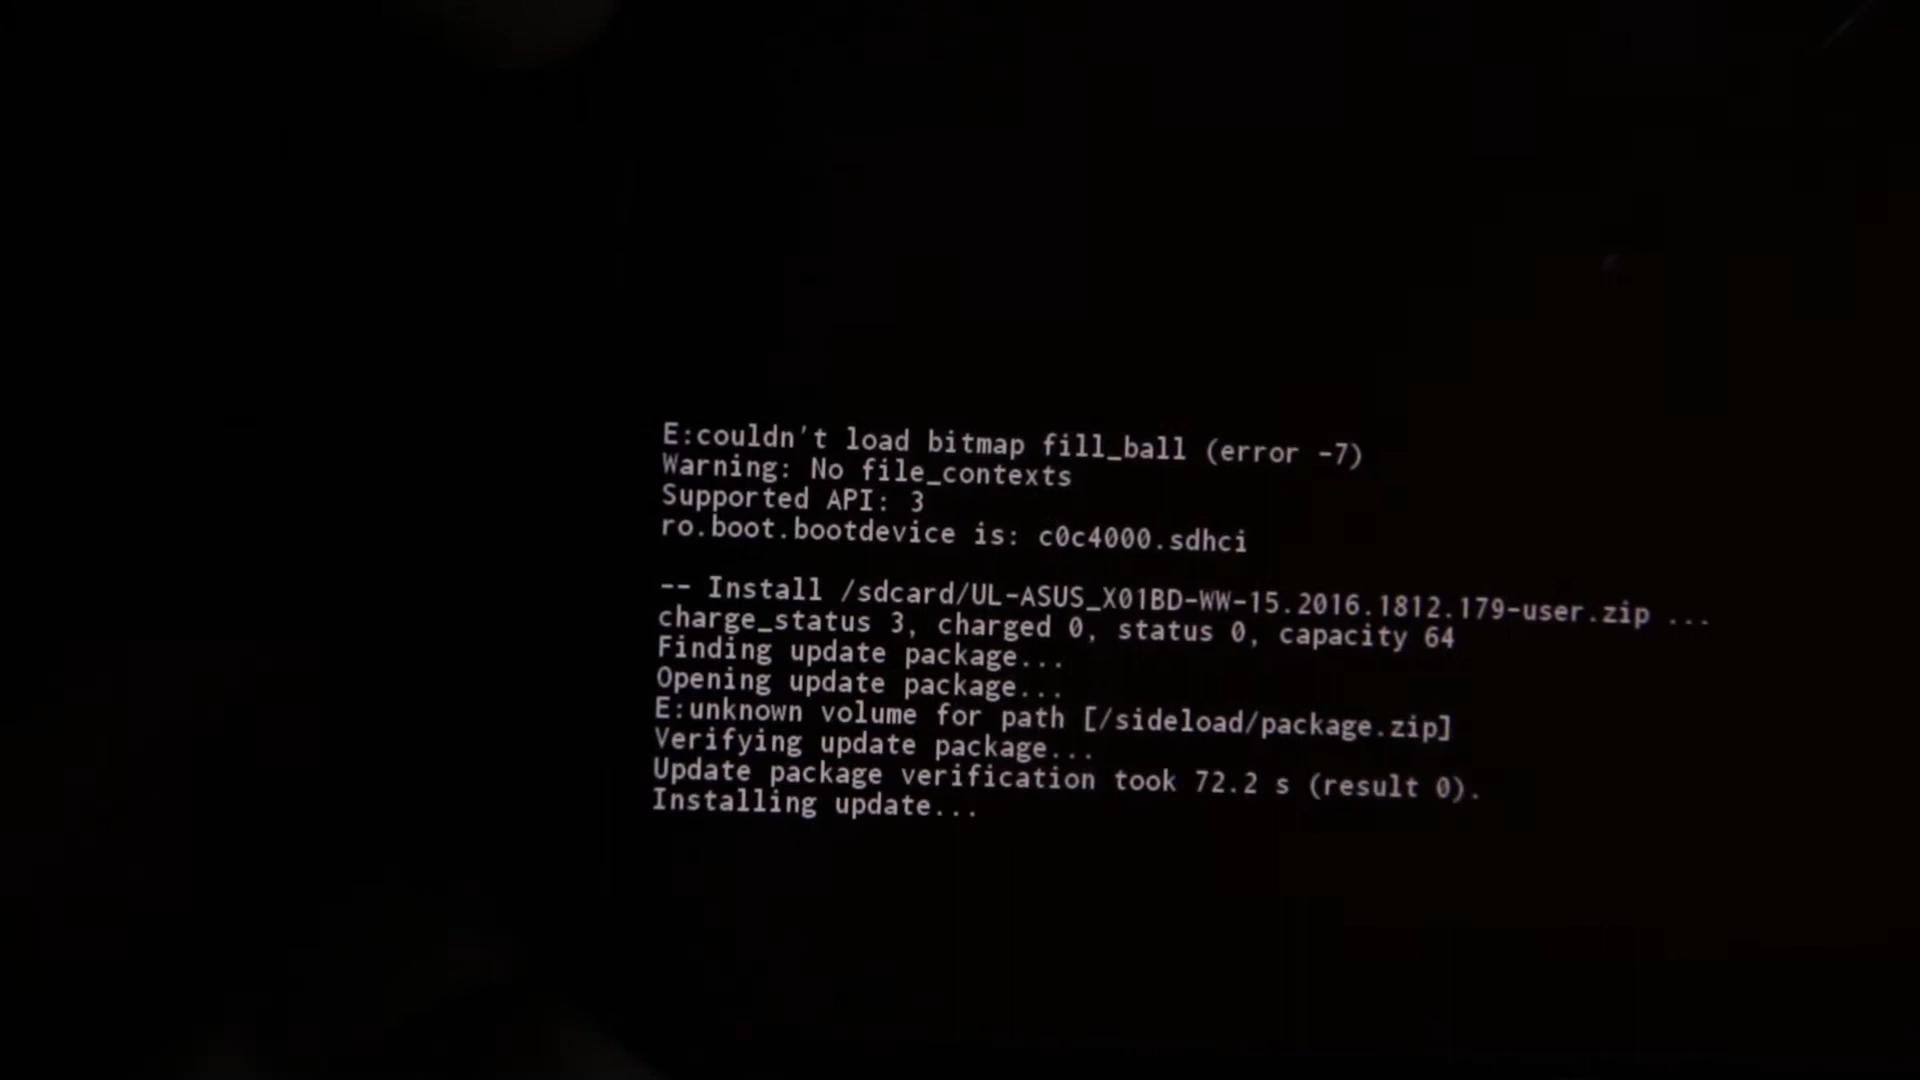 E:couldn't load bitmap fill_ball (error -7)
Warning: No file_contexts
Supported API: 3
ro.boot.bootdevice is: c0c4000.sdhci
-- Install /sdcard/UL-ASUS_X01BD-WW-15.2016.1812.179-user.zip ...
charge_status 3, charged 0, status 0, capacity 64
Finding update package...
Opening update package...
E:unknown volume for path [/sideload/package.zip]
Verifying update package...
Update package verification took 72.2 s (result 0).
Installing update...